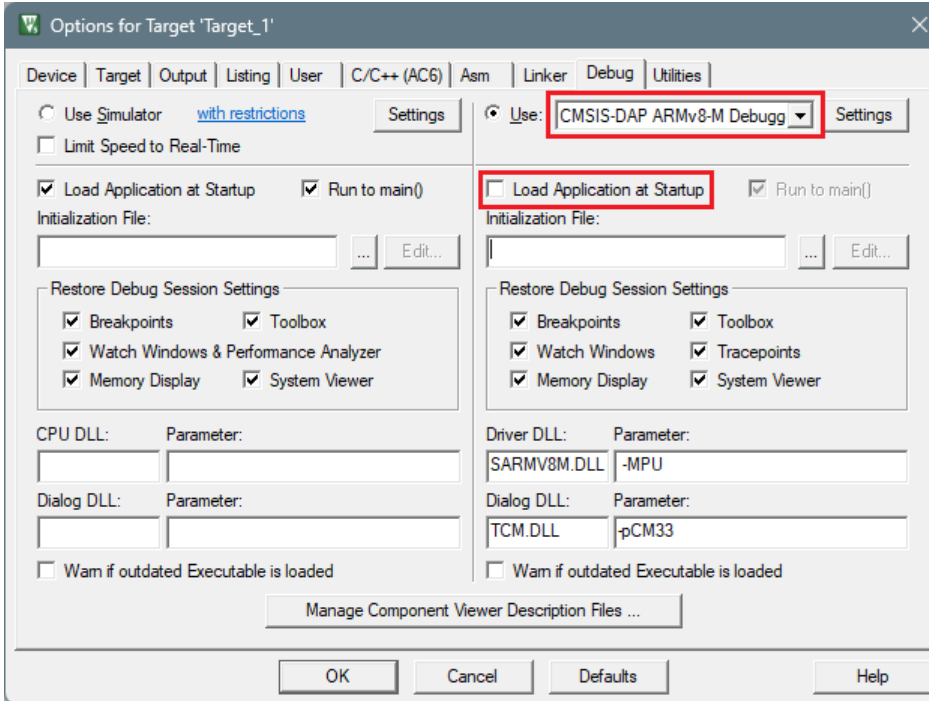 Options for Target 'Target_1'
Device Target Output Listing User C/C++ (AC6) Asm Linker Debug Utilities
Use Simulator with restrictions Settings
Limit Speed to Real-Time
Load Application at Startup Run to main()
Initialization File:
... Edit...
Restore Debug Session Settings
Breakpoints Toolbox
Watch Windows & Performance Analyzer
Memory Display System Viewer
CPU DLL: Parameter:
Dialog DLL: Parameter:
Warn if outdated Executable is loaded
Use: CMSIS-DAP ARMv8-M Debugg Settings
Load Application at Startup Run to main()
Initialization File:
... Edit...
Restore Debug Session Settings
Breakpoints Toolbox
Watch Windows Tracepoints
Memory Display System Viewer
Driver DLL: Parameter:
SARMV8M.DLL -MPU
Dialog DLL: Parameter:
TCM.DLL -pCM33
Warn if outdated Executable is loaded
Manage Component Viewer Description Files ...
OK Cancel Defaults Help